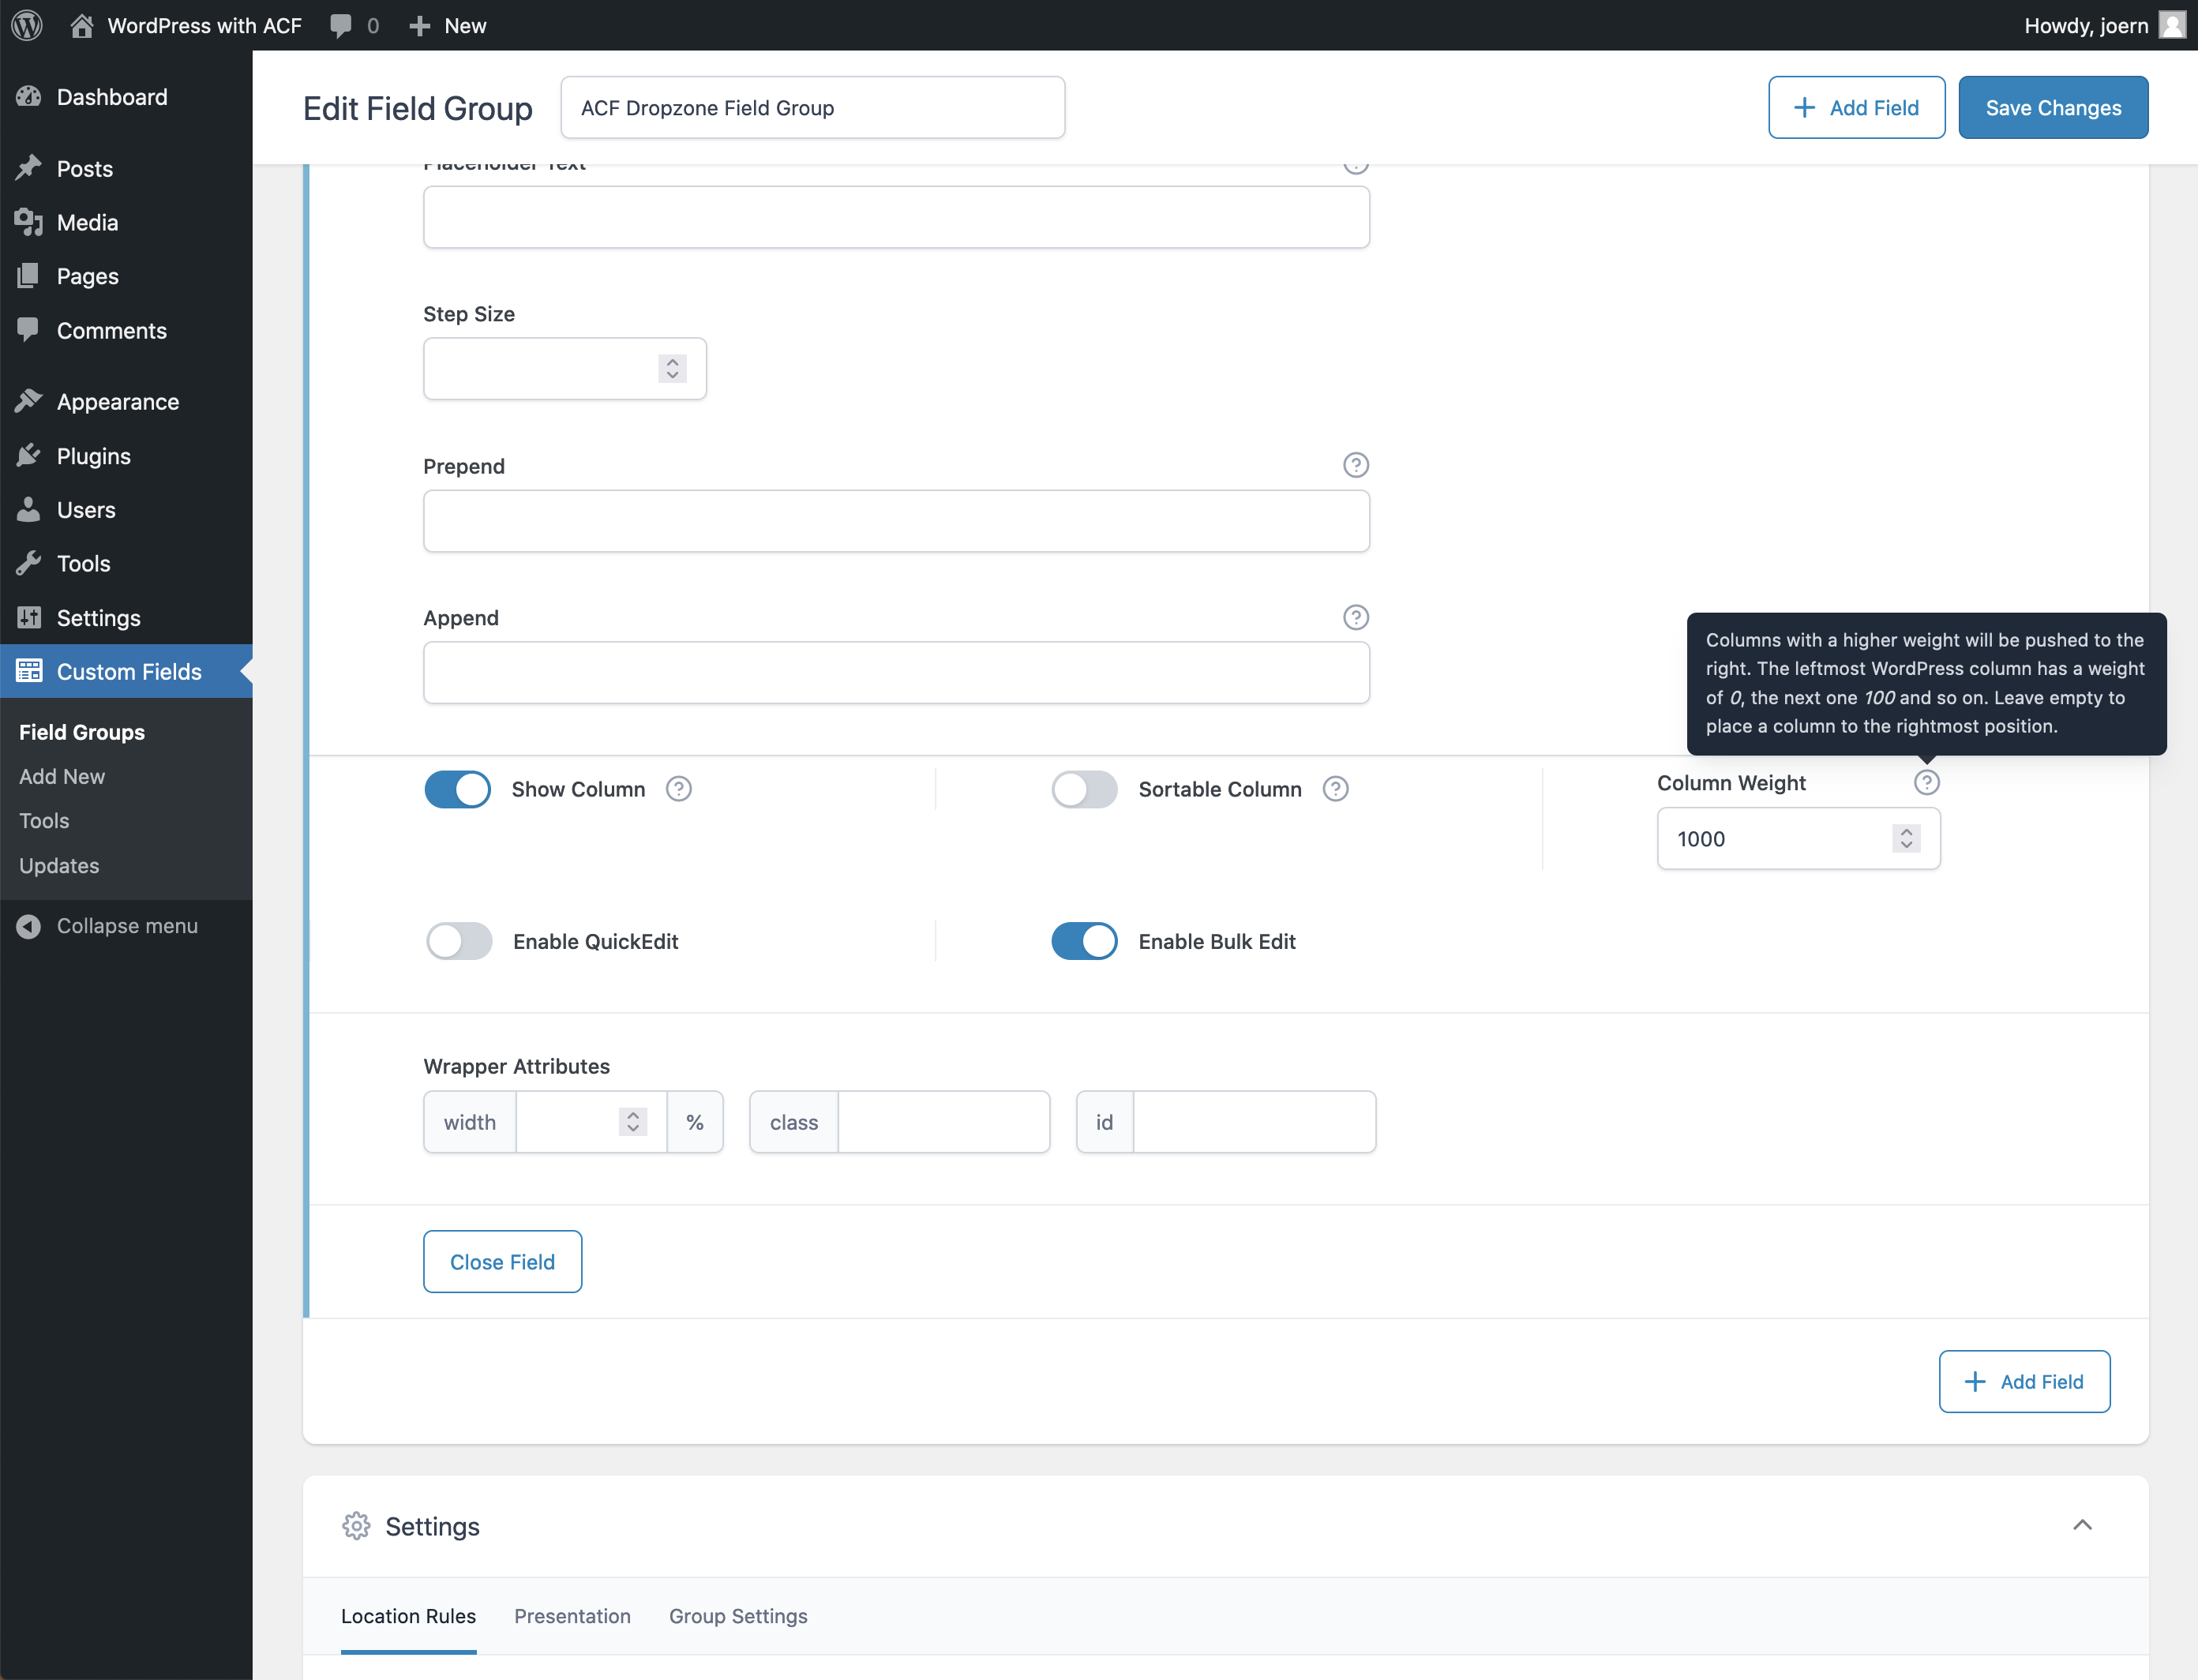 WordPress with ACF
0
New
Howdy, joern
Dashboard
Posts
Media
Pages
Comments
Appearance
Plugins
Users
Tools
Settings
Custom Fields
Field Groups
Add New
Tools
Updates
Collapse menu
Edit Field Group
ACF Dropzone Field Group
+ Add Field
Save Changes
Placeholder Text
Step Size
Prepend
Append
Columns with a higher weight will be pushed to the
right. The leftmost WordPress column has a weight
of 0, the next one 100 and so on. Leave empty to
place a column to the rightmost position.
Show Column
Sortable Column
Column Weight
1000
Enable QuickEdit
Enable Bulk Edit
Wrapper Attributes
width
%
class
id
Close Field
+ Add Field
Settings
Location Rules
Presentation
Group Settings